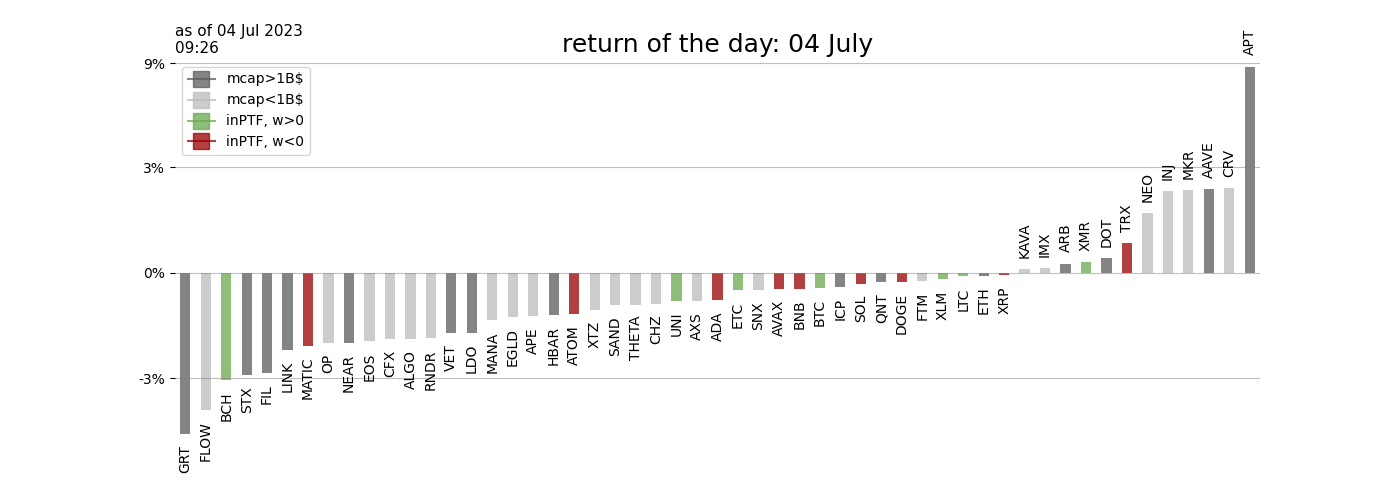 as of 04 Jul 2023
09:26
return of the day: 04 July
9%
3%
0%
-3%
mcap>1B$
mcap<1B$
inPTF, w>0
inPTF, w<0
GRT
FLOW
BCH
STX
FIL
LINK
MATIC
OP
NEAR
EOS
CFX
ALGO
RNDR
VET
LDO
MANA
EGLD
APE
HBAR
ATOM
XTZ
SAND
THETA
CHZ
UNI
AXS
ADA
ETC
SNX
AVAX
BNB
BTC
ICP
SOL
QNT
DOGE
FTM
XLM
LTC
ETH
XRP
KAVA
IMX
ARB
XMR
DOT
TRX
NEO
INJ
MKR
AAVE
CRV
APT